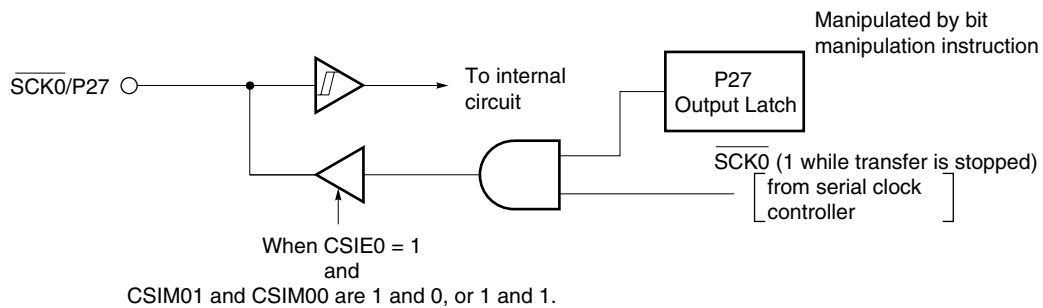 Manipulated by bit
manipulation instruction
SCK0/P27
To internal
circuit
P27
Output Latch
SCK0 (1 while transfer is stopped)
from serial clock
controller
When CSIE0 = 1
and
CSIM01 and CSIM00 are 1 and 0, or 1 and 1.